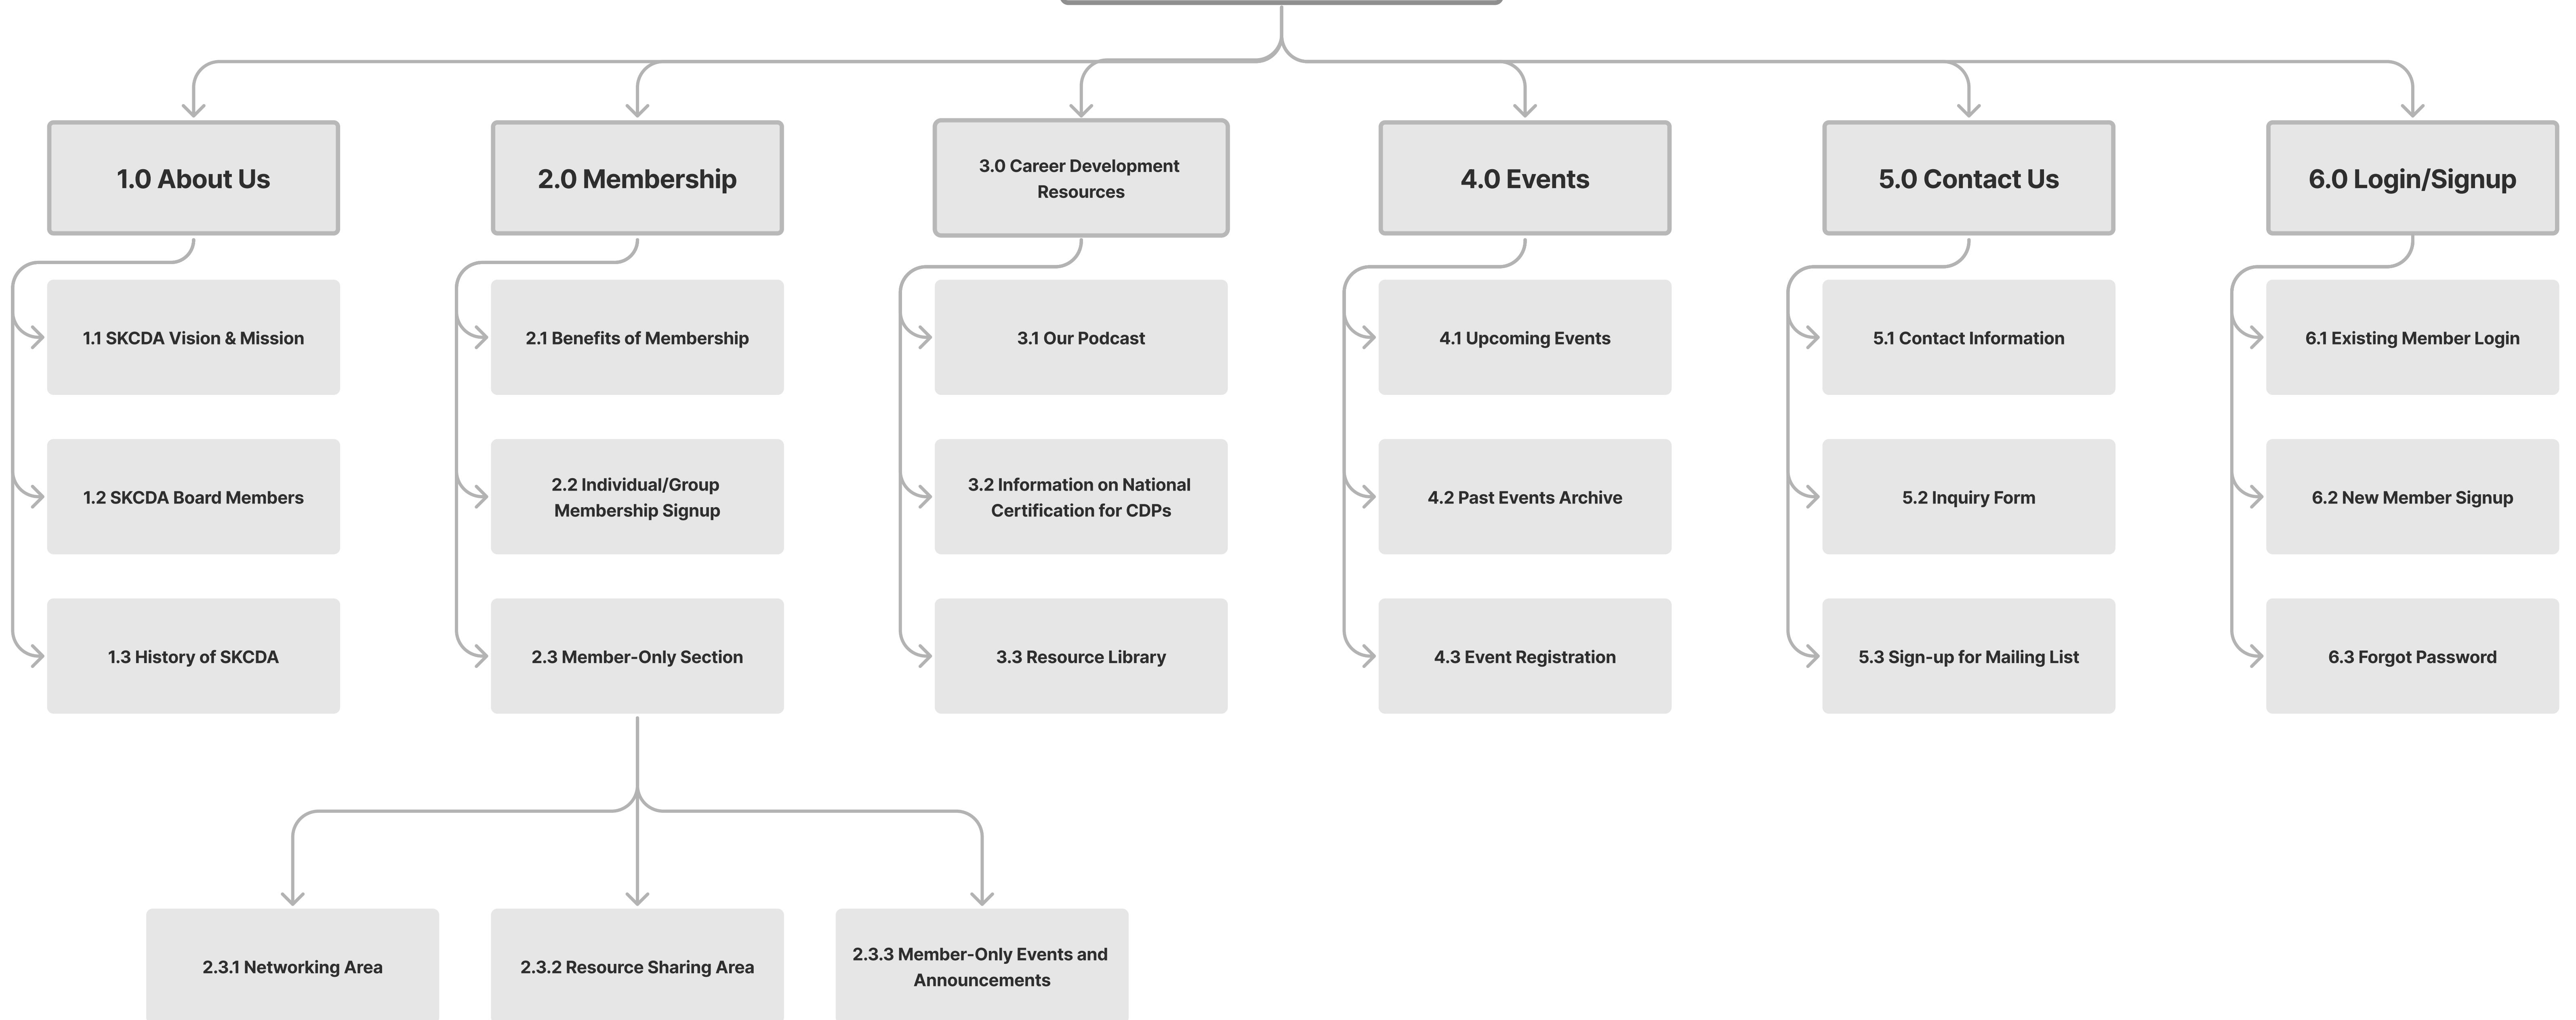 1.0 About Us
2.0 Membership
3.0 Career Development
Resources
4.0 Events
5.0 Contact Us
6.0 Login/Signup
1.1 SKCDA Vision & Mission
2.1 Benefits of Membership
3.1 Our Podcast
4.1 Upcoming Events
5.1 Contact Information
6.1 Existing Member Login
1.2 SKCDA Board Members
2.2 Individual/Group
Membership Signup
3.2 Information on National
Certification for CDPs
4.2 Past Events Archive
5.2 Inquiry Form
6.2 New Member Signup
1.3 History of SKCDA
2.3 Member-Only Section
3.3 Resource Library
4.3 Event Registration
5.3 Sign-up for Mailing List
6.3 Forgot Password
2.3.1 Networking Area
2.3.2 Resource Sharing Area
2.3.3 Member-Only Events and
Announcements